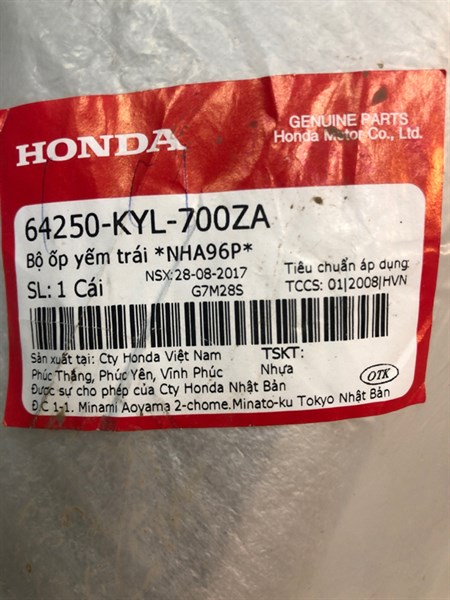 GENUINE PARTS
HONDA Honda Motor Co., Ltd.
64250-KYL-700ZA
Bộ ốp yếm trái *NHA96P*
NSX: 28-08-2017 Tiêu chuẩn áp dụng:
SL: 1 Cái G7M28S TCCS: 01|2008|HVN
Sản xuất tại: Cty Honda Việt Nam TSKT:
Phúc Thắng, Phúc Yên, Vĩnh Phúc Nhựa
Được sự cho phép của Cty Honda Nhật Bản OTK
Đ/C 1-1. Minami Aoyama 2-chome.Minato-ku Tokyo Nhật Bản